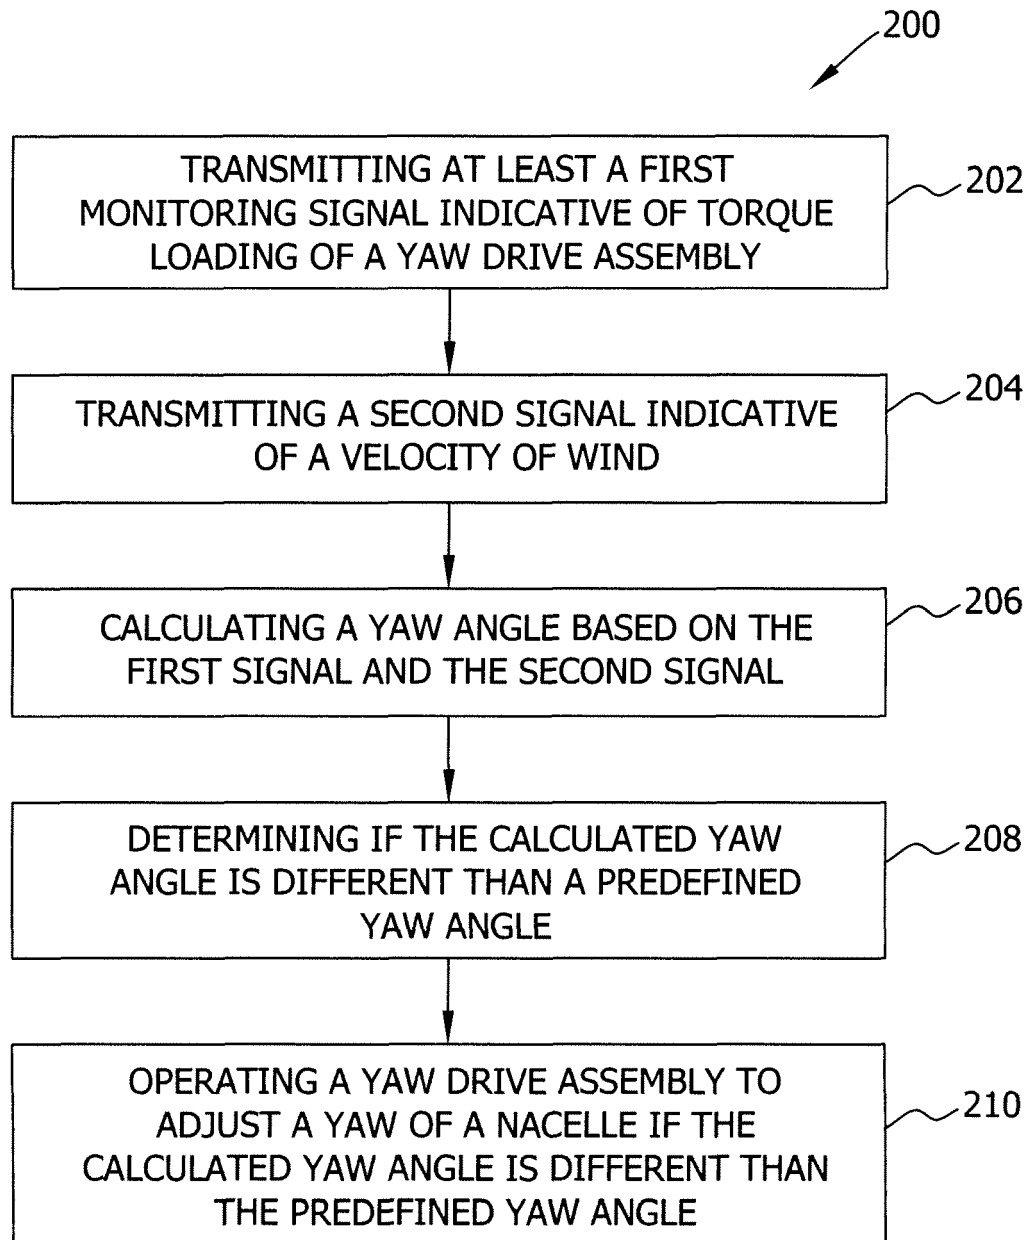 200
TRANSMITTING AT LEAST A FIRST
MONITORING SIGNAL INDICATIVE OF TORQUE
LOADING OF A YAW DRIVE ASSEMBLY
202
TRANSMITTING A SECOND SIGNAL INDICATIVE
OF A VELOCITY OF WIND
204
CALCULATING A YAW ANGLE BASED ON THE
FIRST SIGNAL AND THE SECOND SIGNAL
206
DETERMINING IF THE CALCULATED YAW
ANGLE IS DIFFERENT THAN A PREDEFINED
YAW ANGLE
208
OPERATING A YAW DRIVE ASSEMBLY TO
ADJUST A YAW OF A NACELLE IF THE
CALCULATED YAW ANGLE IS DIFFERENT THAN
THE PREDEFINED YAW ANGLE
210